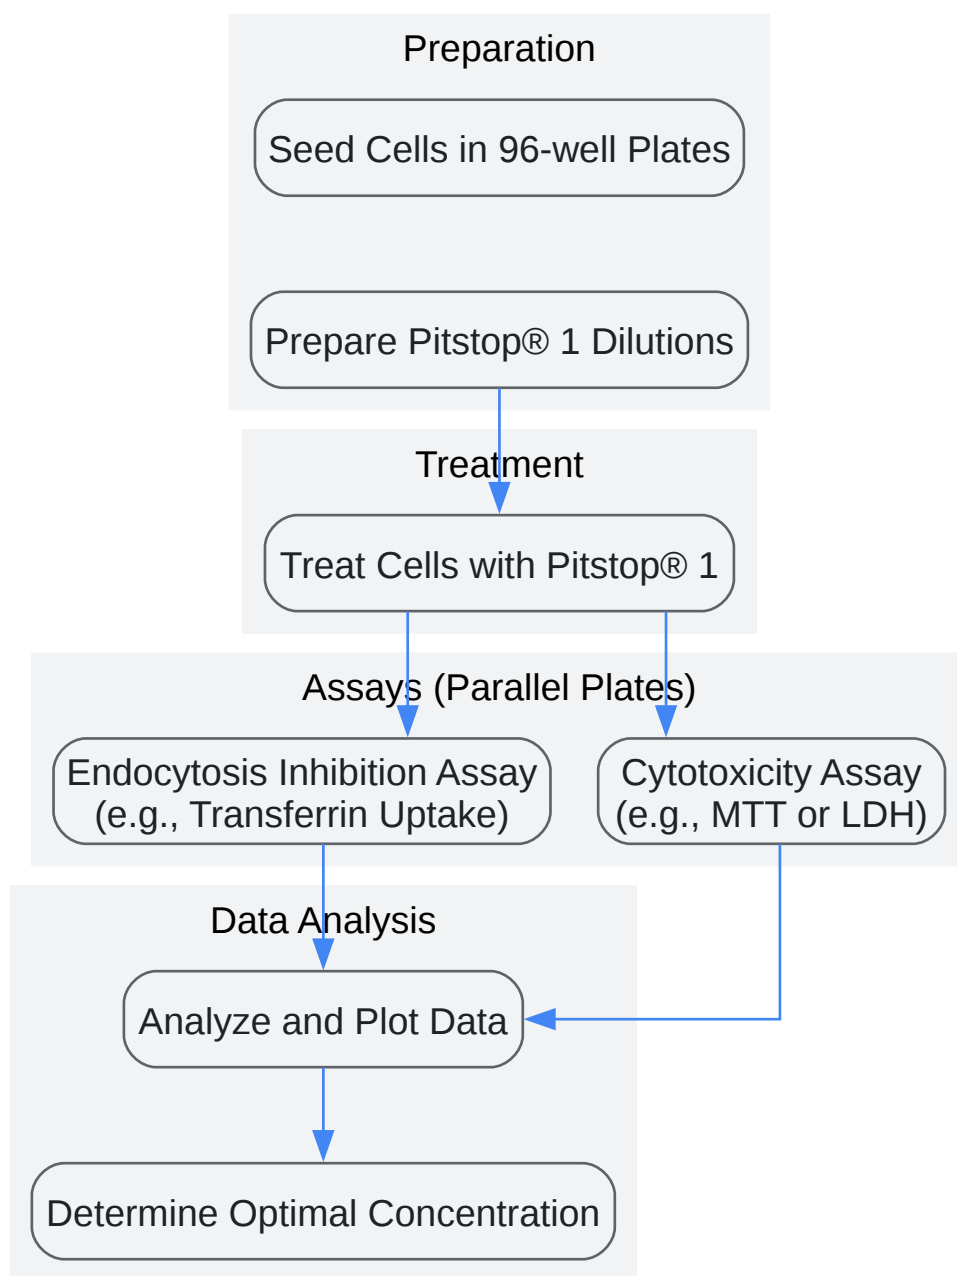 Preparation
Seed Cells in 96-well Plates
Prepare Pitstop® 1 Dilutions
Treatment
Treat Cells with Pitstop® 1
Assays (Parallel Plates)
Endocytosis Inhibition Assay
(e.g., Transferrin Uptake)
Cytotoxicity Assay
(e.g., MTT or LDH)
Data Analysis
Analyze and Plot Data
Determine Optimal Concentration